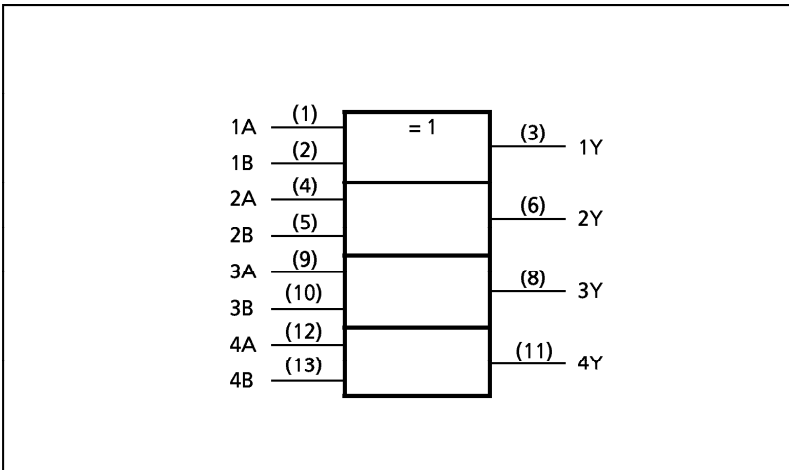 1A (1) = 1 (3) 1Y
1B (2)
2A (4) (6) 2Y
2B (5)
3A (9) (8) 3Y
3B (10)
4A (12) (11) 4Y
4B (13)